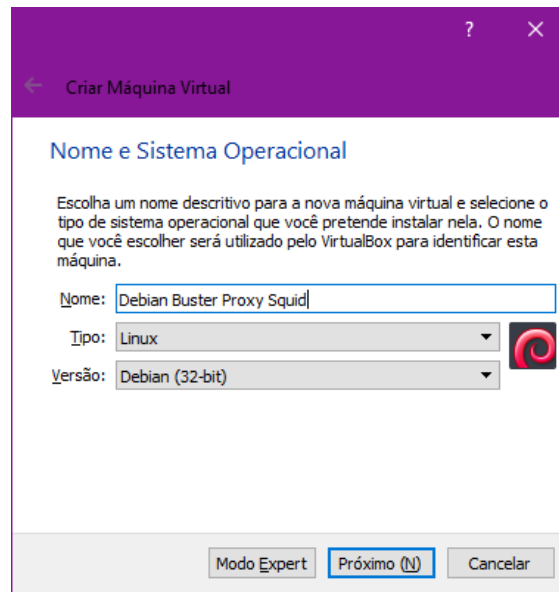 ?
Criar Máquina Virtual
Nome e Sistema Operacional
Escolha um nome descritivo para a nova máquina virtual e selecione o
tipo de sistema operacional que você pretende instalar nela. O nome
que você escolher será utilizado pelo VirtualBox para identificar esta
máquina.
Nome: Debian Buster Proxy Squid
Tipo: Linux
Versão: Debian (32-bit)
Modo Expert Próximo (N) Cancelar